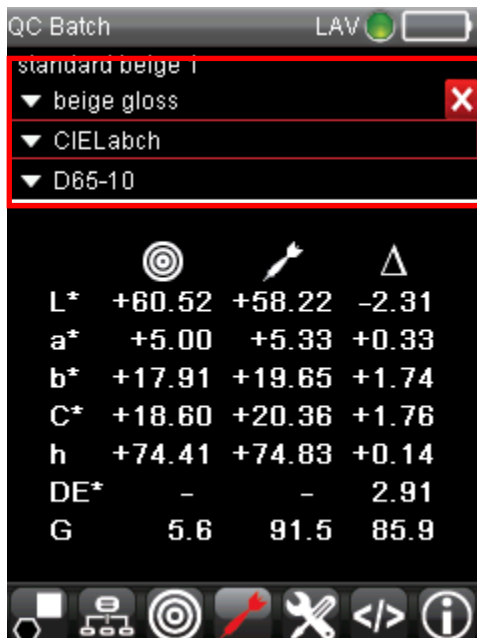 QC Batch LAV
standard beige 1
beige gloss
CIELabch
D65-10
Δ
L* +60.52 +58.22 -2.31
a* +5.00 +5.33 +0.33
b* +17.91 +19.65 +1.74
C* +18.60 +20.36 +1.76
h +74.41 +74.83 +0.14
DE* - - 2.91
G 5.6 91.5 85.9